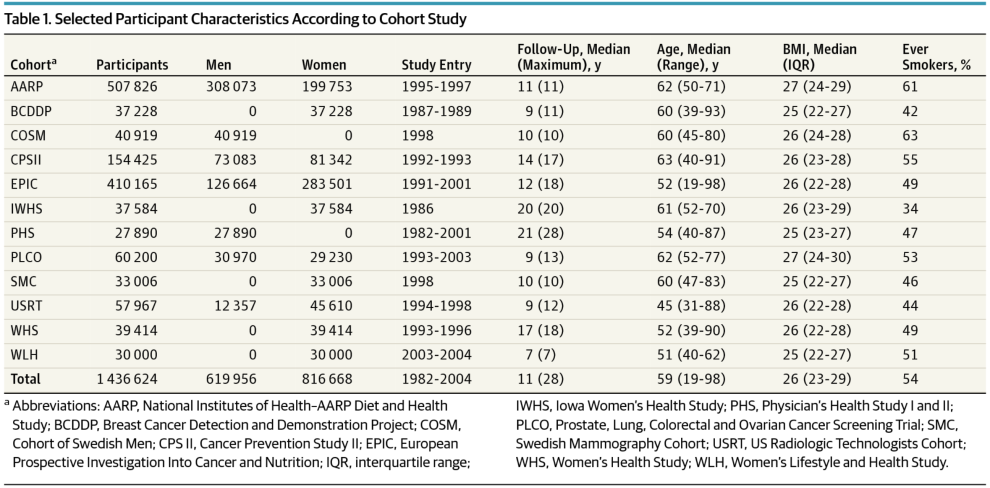 Table 1. Selected Participant Characteristics According to Cohort Study
Cohortª Participants Men Women Study Entry Follow-Up, Median (Maximum), y Age, Median (Range), y BMI, Median (IQR) Ever Smokers, %
AARP 507 826 308 073 199 753 1995-1997 11 (11) 62 (50-71) 27 (24-29) 61
BCDDP 37 228 0 37 228 1987-1989 9 (11) 60 (39-93) 25 (22-27) 42
COSM 40 919 40 919 0 1998 10 (10) 60 (45-80) 26 (24-28) 63
CPSII 154 425 73 083 81 342 1992-1993 14 (17) 63 (40-91) 26 (23-28) 55
EPIC 410 165 126 664 283 501 1991-2001 12 (18) 52 (19-98) 26 (22-28) 49
IWHS 37 584 0 37 584 1986 20 (20) 61 (52-70) 26 (23-29) 34
PHS 27 890 27 890 0 1982-2001 21 (28) 54 (40-87) 25 (23-27) 47
PLCO 60 200 30 970 29 230 1993-2003 9 (13) 62 (52-77) 27 (24-30) 53
SMC 33 006 0 33 006 1998 10 (10) 60 (47-83) 25 (22-27) 46
USRT 57 967 12 357 45 610 1994-1998 9 (12) 45 (31-88) 26 (22-28) 44
WHS 39 414 0 39 414 1993-1996 17 (18) 52 (39-90) 26 (22-28) 49
WLH 30 000 0 30 000 2003-2004 7 (7) 51 (40-62) 25 (22-27) 51
Total 1 436 624 619 956 816 668 1982-2004 11 (28) 59 (19-98) 26 (23-29) 54
ª Abbreviations: AARP, National Institutes of Health–AARP Diet and Health
Study; BCDDP, Breast Cancer Detection and Demonstration Project; COSM,
Cohort of Swedish Men; CPS II, Cancer Prevention Study II; EPIC, European
Prospective Investigation Into Cancer and Nutrition; IQR, interquartile range;
IWHS, Iowa Women's Health Study; PHS, Physician's Health Study I and II;
PLCO, Prostate, Lung, Colorectal and Ovarian Cancer Screening Trial; SMC,
Swedish Mammography Cohort; USRT, US Radiologic Technologists Cohort;
WHS, Women's Health Study; WLH, Women's Lifestyle and Health Study.